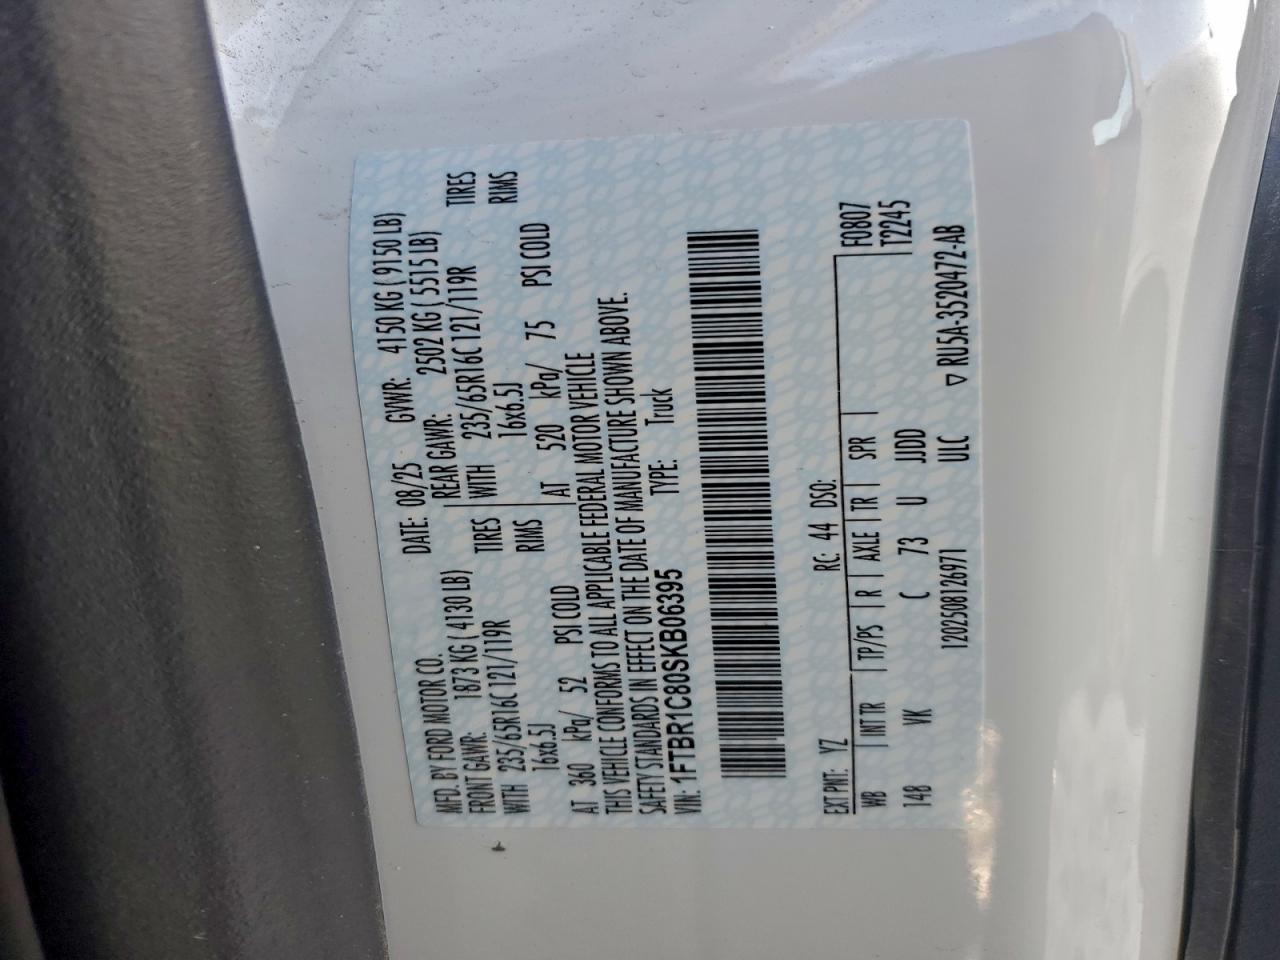 MFD. BY FORD MOTOR CO. DATE: 08/25 GVWR: 4150 KG ( 9150 LB)
FRONT GAWR: 1873 KG ( 4130 LB) REAR GAWR: 2502 KG ( 5515 LB)
WITH 235/65R16C 121/119R TIRES WITH 235/65R16C 121/119R TIRES
16x6.5J RIMS 16x6.5J RIMS
AT 360 kPa/ 52 PSI COLD AT 520 kPa/ 75 PSI COLD
THIS VEHICLE CONFORMS TO ALL APPLICABLE FEDERAL MOTOR VEHICLE
SAFETY STANDARDS IN EFFECT ON THE DATE OF MANUFACTURE SHOWN ABOVE.
VIN: 1FTBR1C80SKB06395 TYPE: Truck
EXT PNT: YZ RC: 44 DSO: F0807
WB INT TR TP/PS R AXLE TR SPR T2245
148 VK C 73 U JJDD
1202508126971 ULC ▽ RU5A-3520472-AB